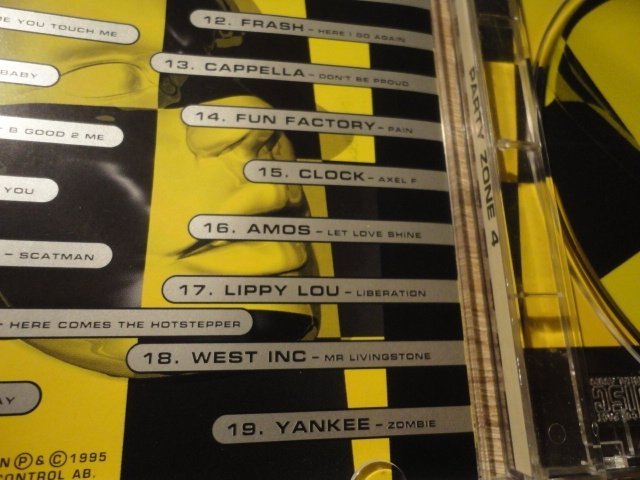 E YOU TOUCH ME
BABY
- B GOOD 2 ME
YOU
- SCATMAN
- HERE COMES THE HOTSTEPPER
AY
N Ⓟ & © 1995
CONTROL AB.
12. FRASH - HERE I GO AGAIN
13. CAPPELLA - DON'T BE PROUD
14. FUN FACTORY - PAIN
15. CLOCK - AXEL F
16. AMOS - LET LOVE SHINE
17. LIPPY LOU - LIBERATION
18. WEST INC - MR LIVINGSTONE
19. YANKEE - ZOMBIE
PARTY ZONE 4